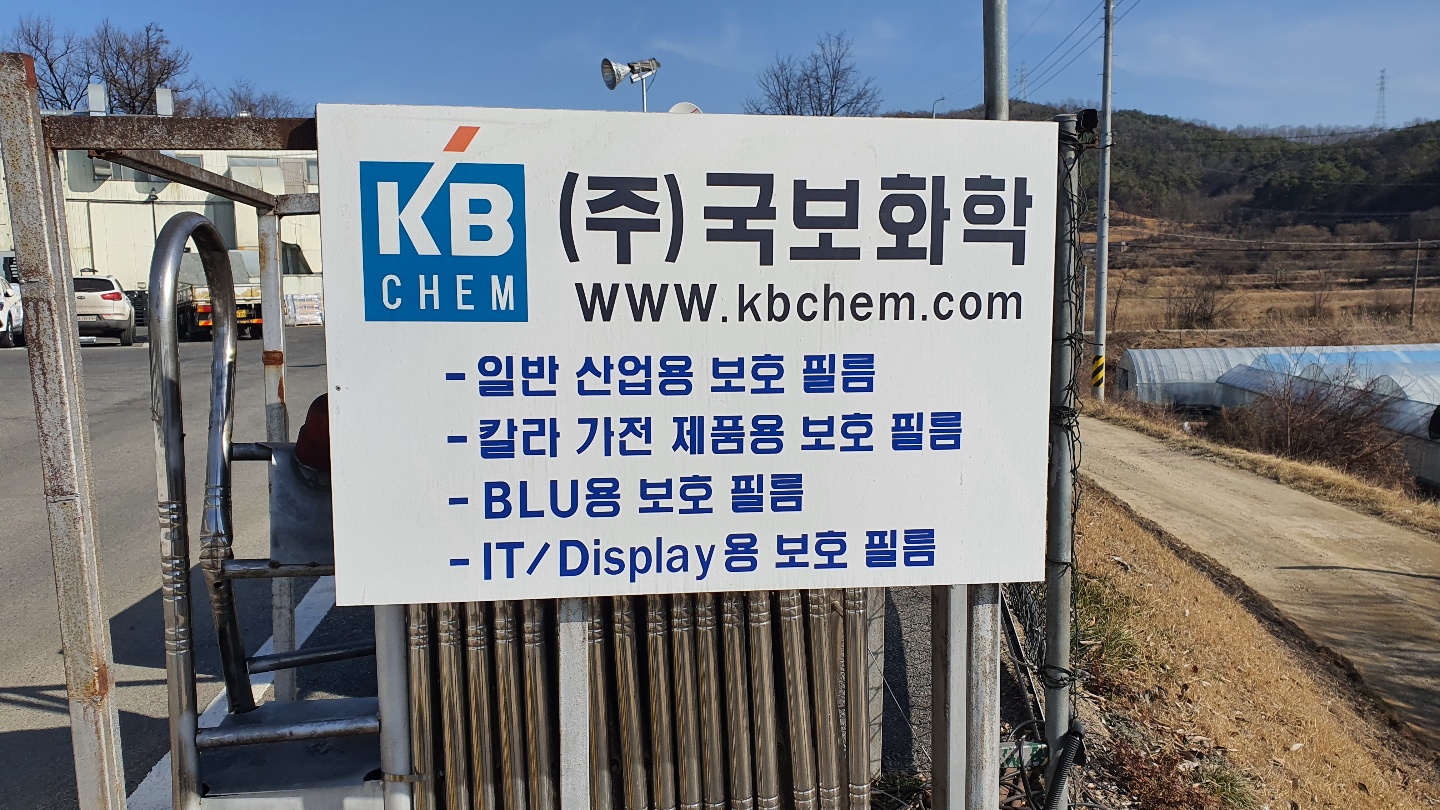 KB
CHEM
(주)국보화학
www.kbchem.com
-일반 산업용 보호 필름
-칼라 가전 제품용 보호 필름
-BLU용 보호 필름
-IT/Display용 보호 필름